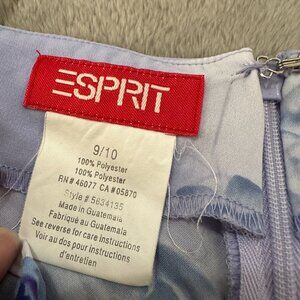 ESPRIT
9/10
100% Polyester
100% Polyester
RN# 46077 CA# 05870
Style # 5634135
Made in Guatemala
Fabriqué au Guatemala
See reverse for care instructions
Voir au dos pour instructions
d'entretien